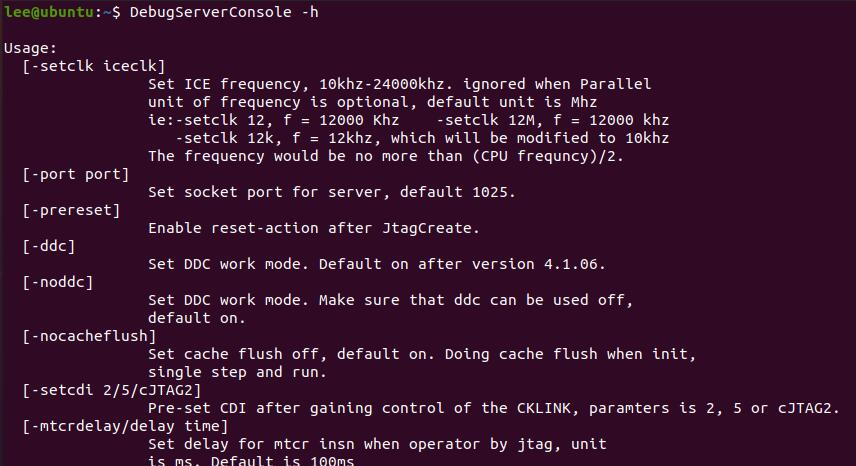 lee@ubuntu:~$ DebugServerConsole -h
Usage:
[-setclk iceclk]
Set ICE frequency, 10khz-24000khz. ignored when Parallel
unit of frequency is optional, default unit is Mhz
ie:-setclk 12, f = 12000 Khz    -setclk 12M, f = 12000 khz
-setclk 12k, f = 12khz, which will be modified to 10khz
The frequency would be no more than (CPU frequncy)/2.
[-port port]
Set socket port for server, default 1025.
[-prereset]
Enable reset-action after JtagCreate.
[-ddc]
Set DDC work mode. Default on after version 4.1.06.
[-noddc]
Set DDC work mode. Make sure that ddc can be used off,
default on.
[-nocacheflush]
Set cache flush off, default on. Doing cache flush when init,
single step and run.
[-setcdi 2/5/cJTAG2]
Pre-set CDI after gaining control of the CKLINK, paramters is 2, 5 or cJTAG2.
[-mtcrdelay/delay time]
Set delay for mtcr insn when operator by jtag, unit
is ms. Default is 100ms